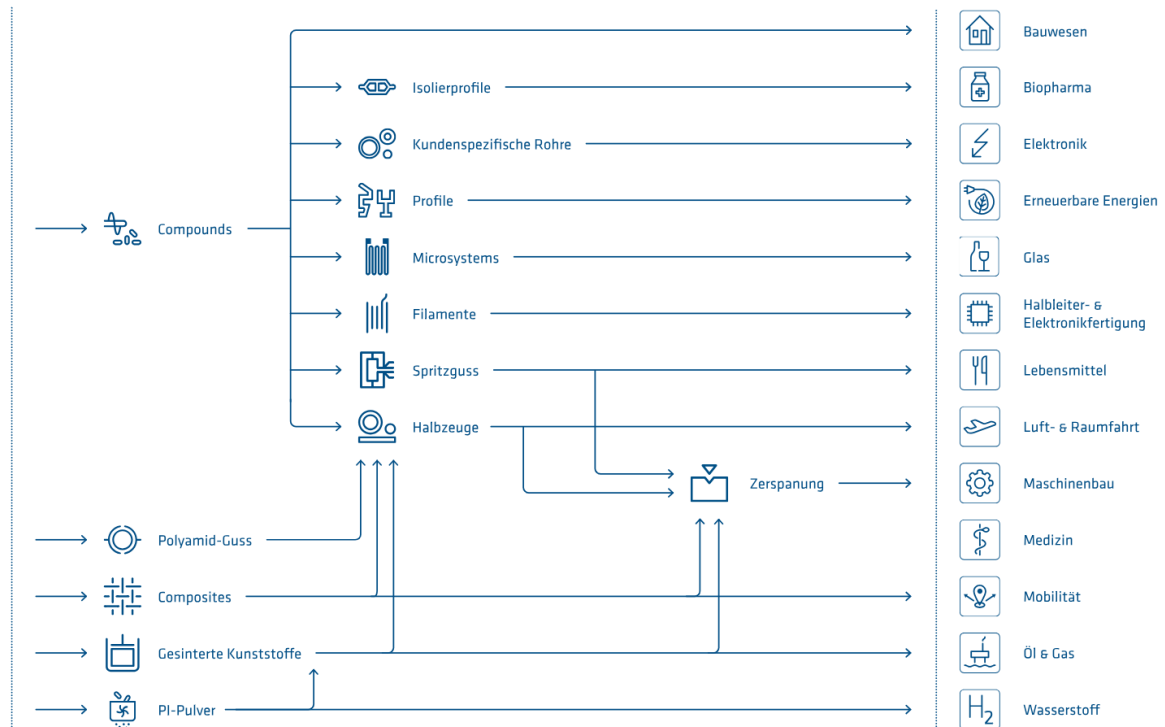 Bauwesen
Isolierprofile
Biopharma
Kundenspezifische Rohre
Elektronik
Profile
Erneuerbare Energien
Compounds
Microsystems
Glas
Filamente
Halbleiter- &
Elektronikfertigung
Spritzguss
Lebensmittel
Halbzeuge
Luft- & Raumfahrt
Zerspanung
Maschinenbau
Polyamid-Guss
Medizin
Composites
Mobilität
Gesinterte Kunststoffe
Öl & Gas
PI-Pulver
H2
Wasserstoff